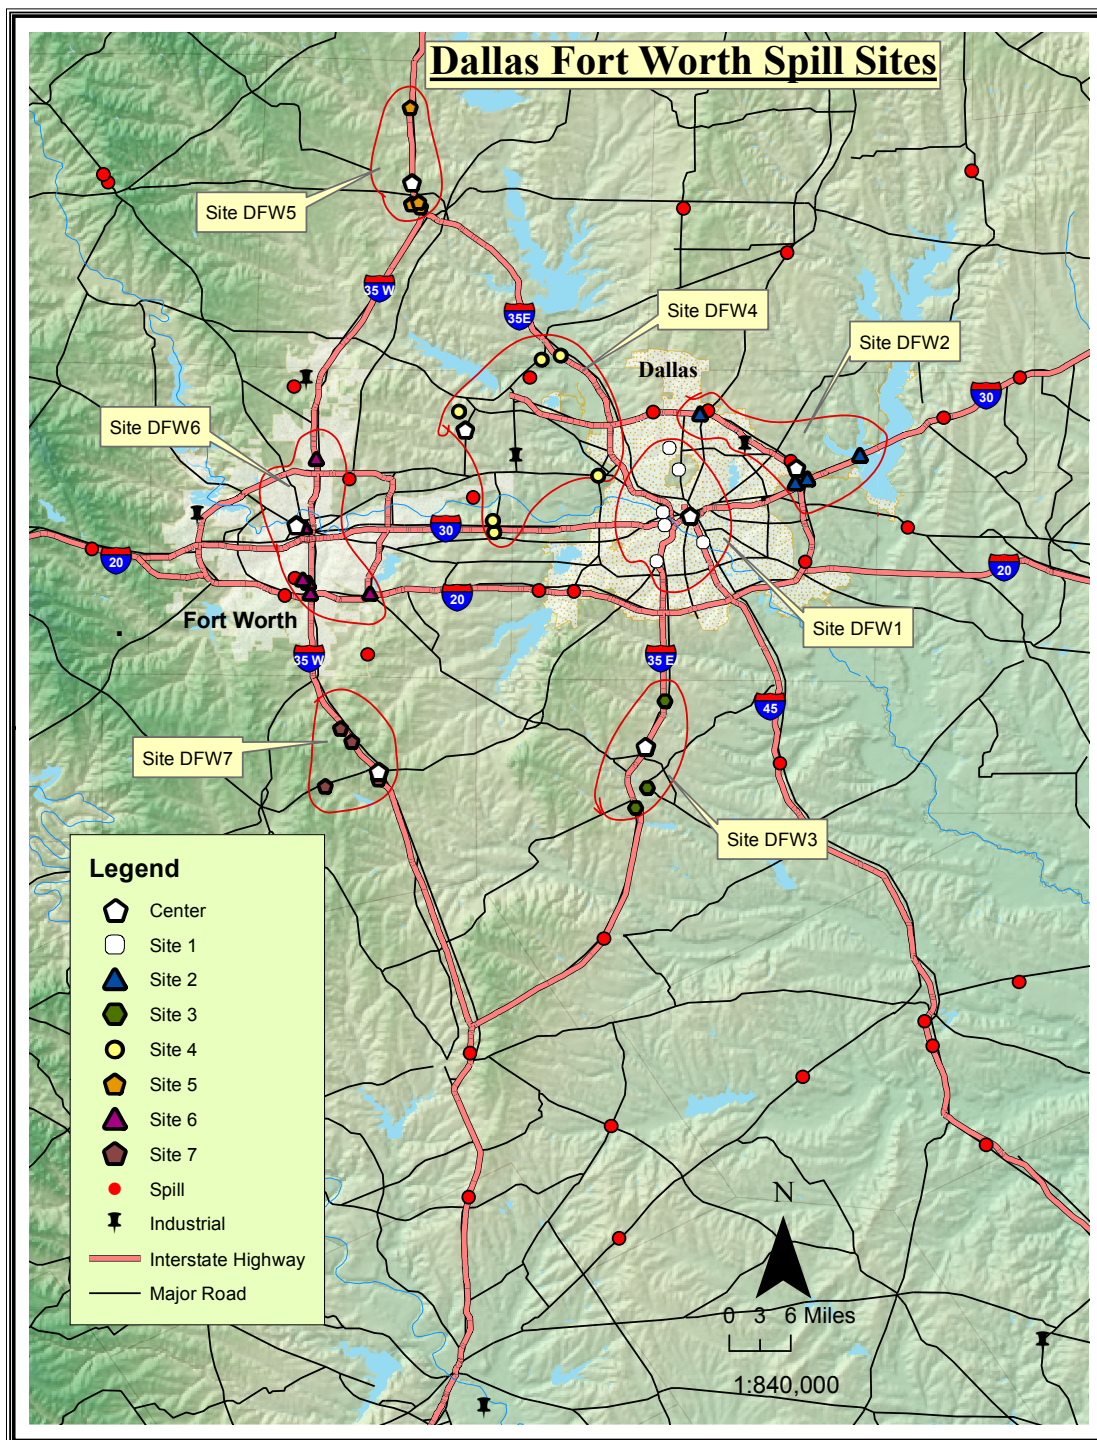 Dallas Fort Worth Spill Sites
Site DFW5
35 W
35E
Site DFW4
Site DFW2
Dallas
30
Site DFW6
30
20
20
20
Fort Worth
Site DFW1
35 W
35 E
45
Site DFW7
Site DFW3
Legend
Center
Site 1
Site 2
Site 3
Site 4
Site 5
Site 6
Site 7
Spill
Industrial
Interstate Highway
Major Road
N
0 3 6 Miles
1:840,000